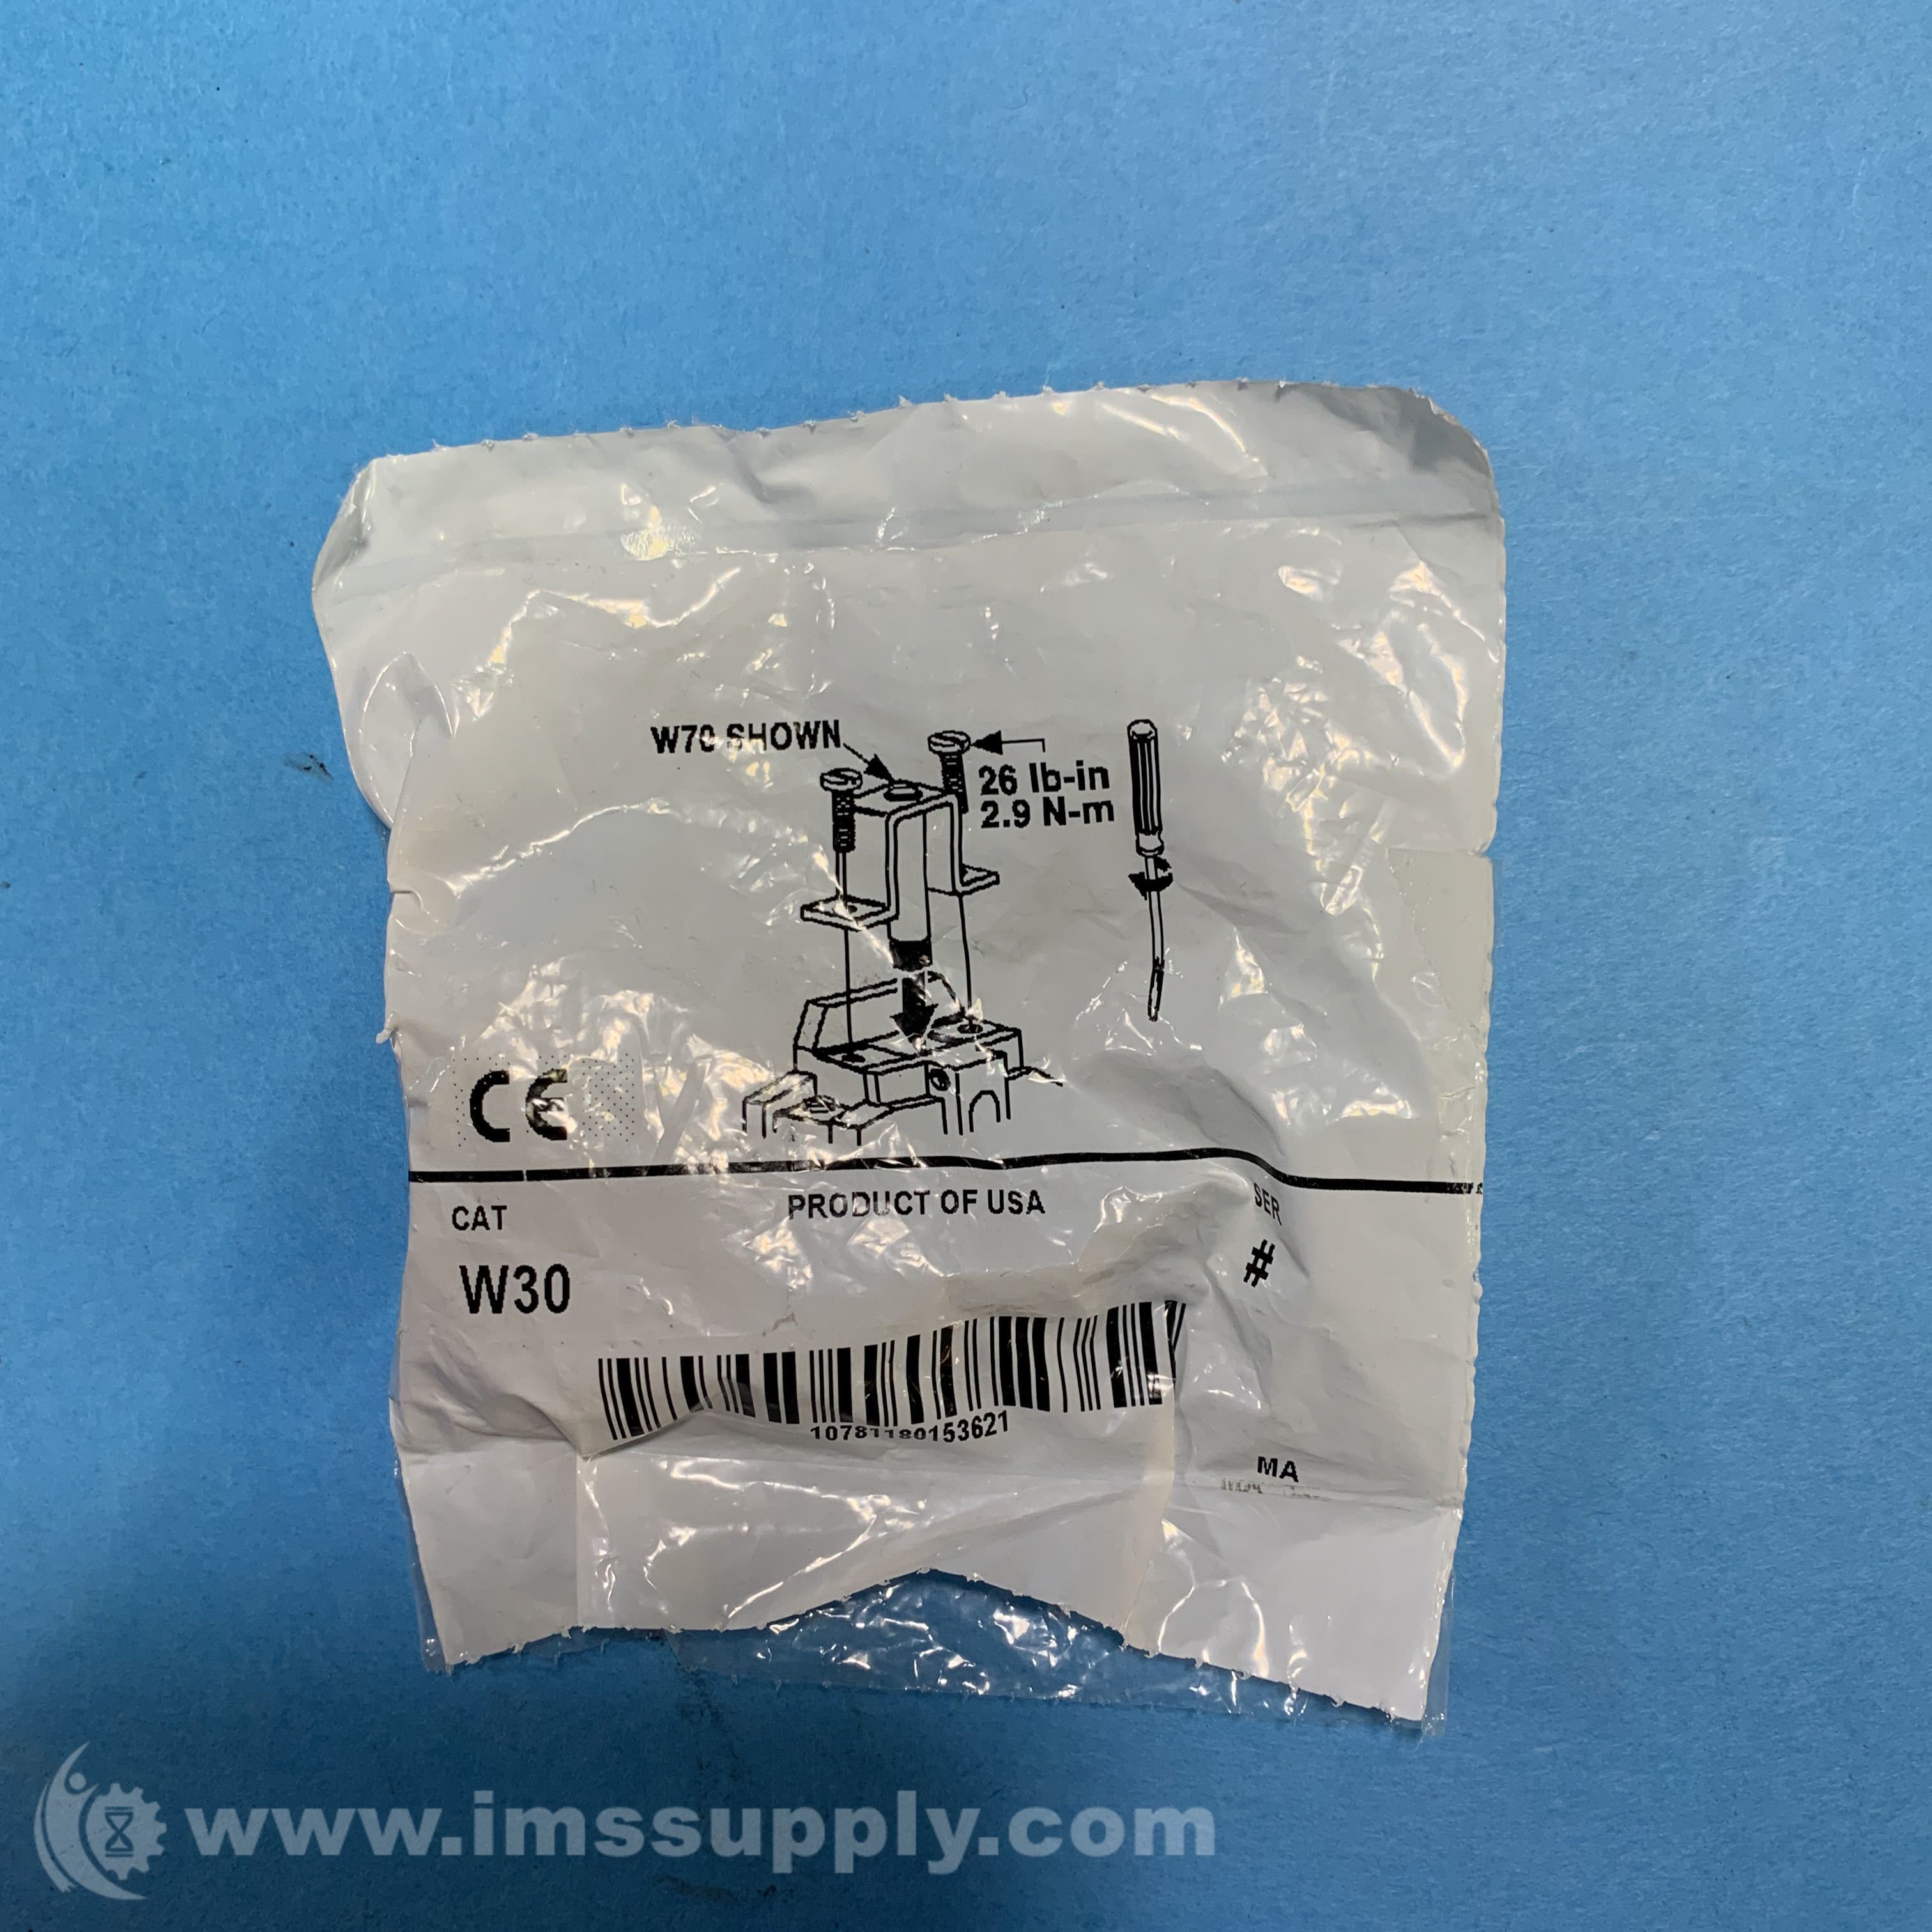 W70 SHOWN
26 lb-in
2.9 N-m
CE
CAT
PRODUCT OF USA
SER
W30
#
10781180153621
MA
www.imssupply.com